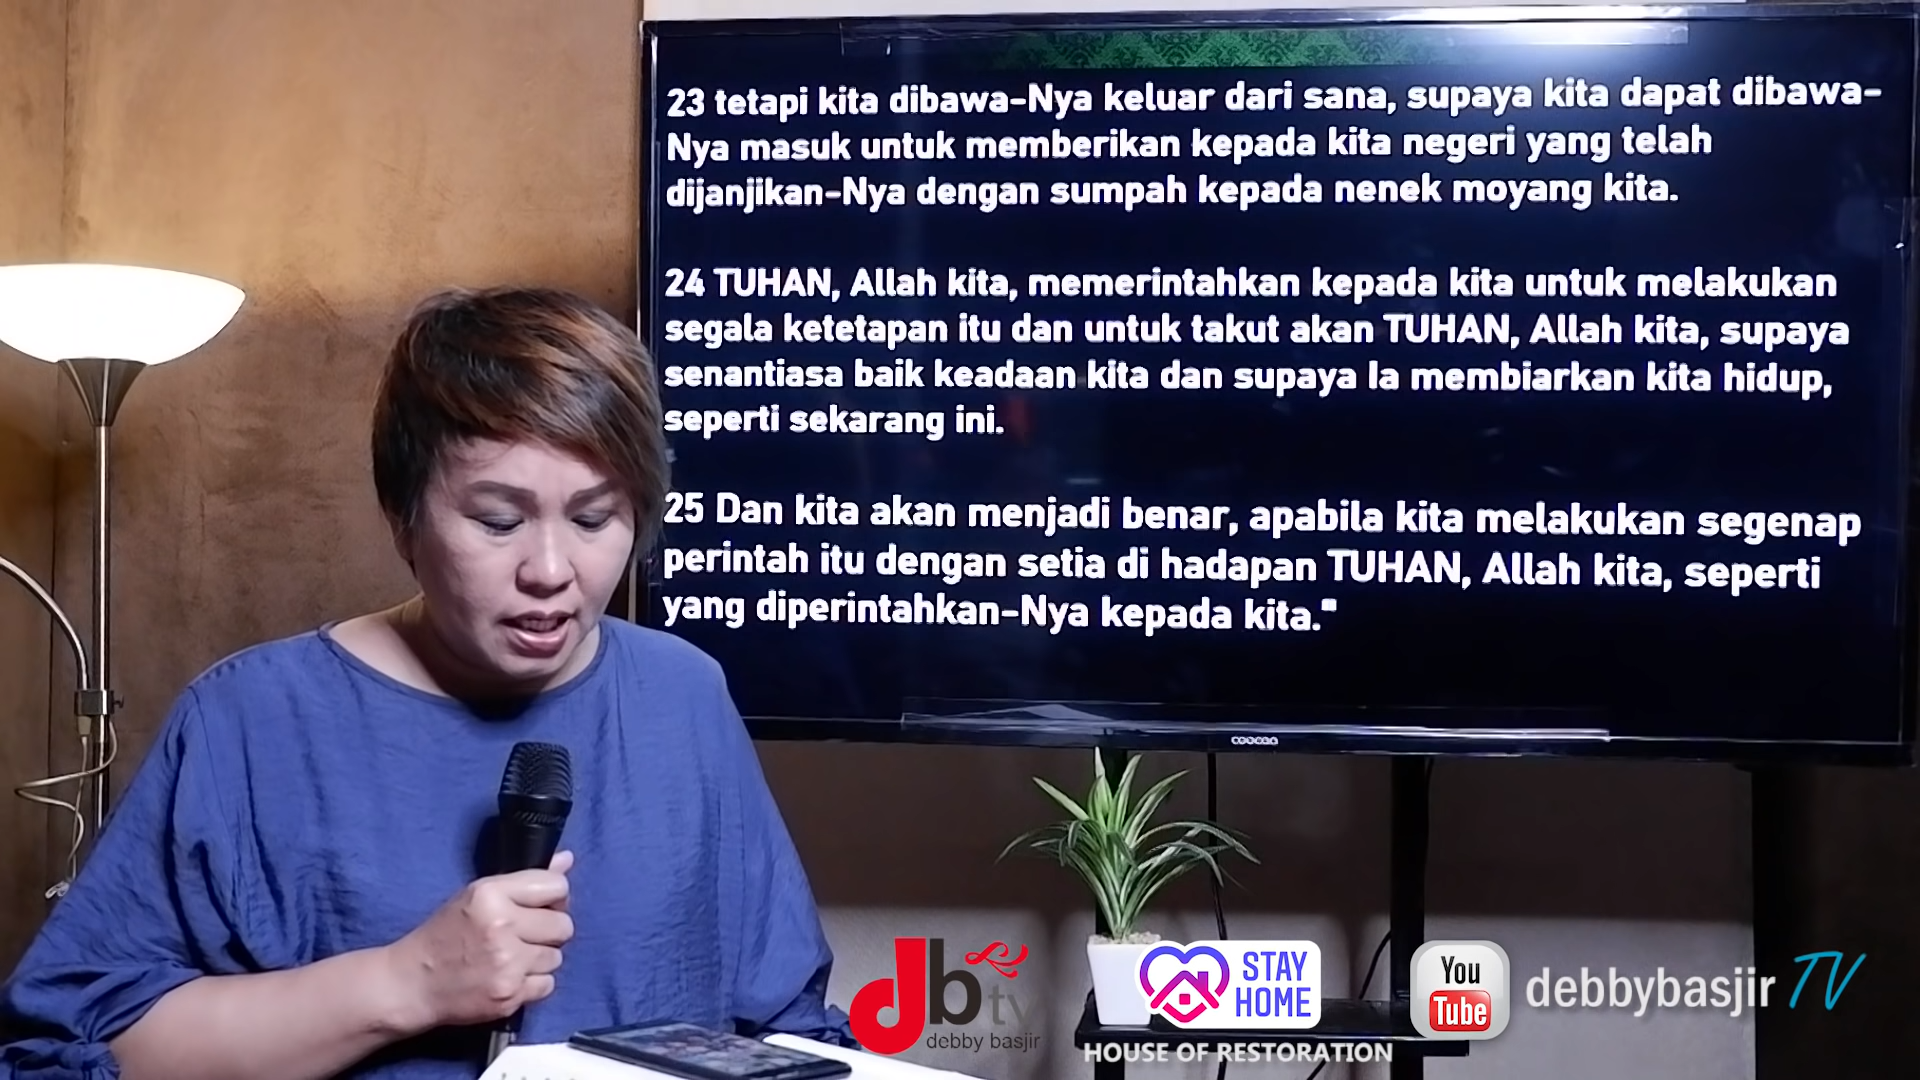 23 tetapi kita dibawa-Nya keluar dari sana, supaya kita dapat dibawa-
Nya masuk untuk memberikan kepada kita negeri yang telah
dijanjikan-Nya dengan sumpah kepada nenek moyang kita.
24 TUHAN, Allah kita, memerintahkan kepada kita untuk melakukan
segala ketetapan itu dan untuk takut akan TUHAN, Allah kita, supaya
senantiasa baik keadaan kita dan supaya Ia membiarkan kita hidup,
seperti sekarang ini.
25 Dan kita akan menjadi benar, apabila kita melakukan segenap
perintah itu dengan setia di hadapan TUHAN, Allah kita, seperti
yang diperintahkan-Nya kepada kita."
db tv
debby basjir
STAY
HOME
HOUSE OF RESTORATION
You
Tube
debbybasjir TV